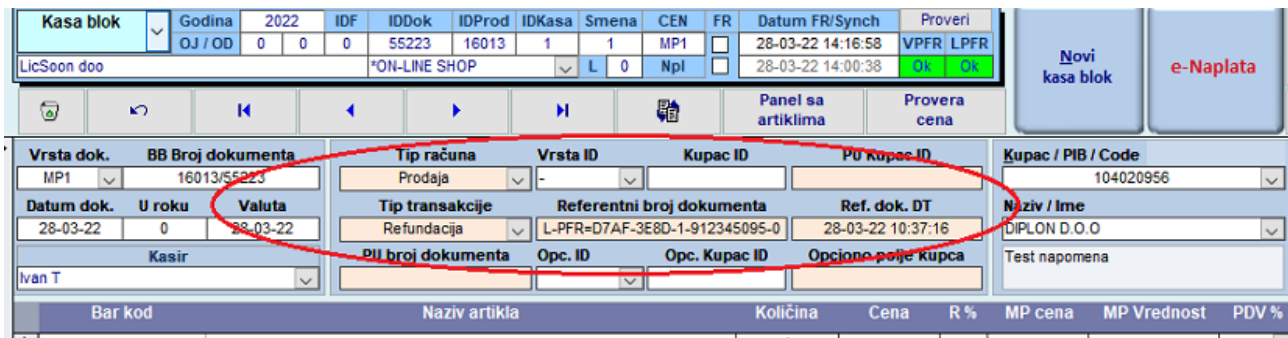 Kasa blok Godina 2022 IDF IDDok IDProd IDKasa Smena CEN FR Datum FR/Synch Proveri
OJ / OD 0 0 0 55223 16013 1 1 MP1 28-03-22 14:16:58 VPFR LPFR
LicSoon doo *ON-LINE SHOP L 0 Npl 28-03-22 14:00:38 Ok Ok
Novi kasa blok
e-Naplata
Panel sa artiklima
Provera cena
Vrsta dok. BB Broj dokumenta Tip računa Vrsta ID Kupac ID PU Kupac ID Kupac / PIB / Code
MP1 16013/55223 Prodaja - 104020956
Datum dok. U roku Valuta Tip transakcije Referentni broj dokumenta Ref. dok. DT Naziv / Ime
28-03-22 0 28-03-22 Refundacija L-PFR=D7AF-3E8D-1-912345095-0 28-03-22 10:37:16 DIPLON D.O.O
Kasir PU broj dokumenta Opc. ID Opc. Kupac ID Opciono polje kupca Test napomena
Ivan T
Bar kod Naziv artikla Količina Cena R % MP cena MP Vrednost PDV %